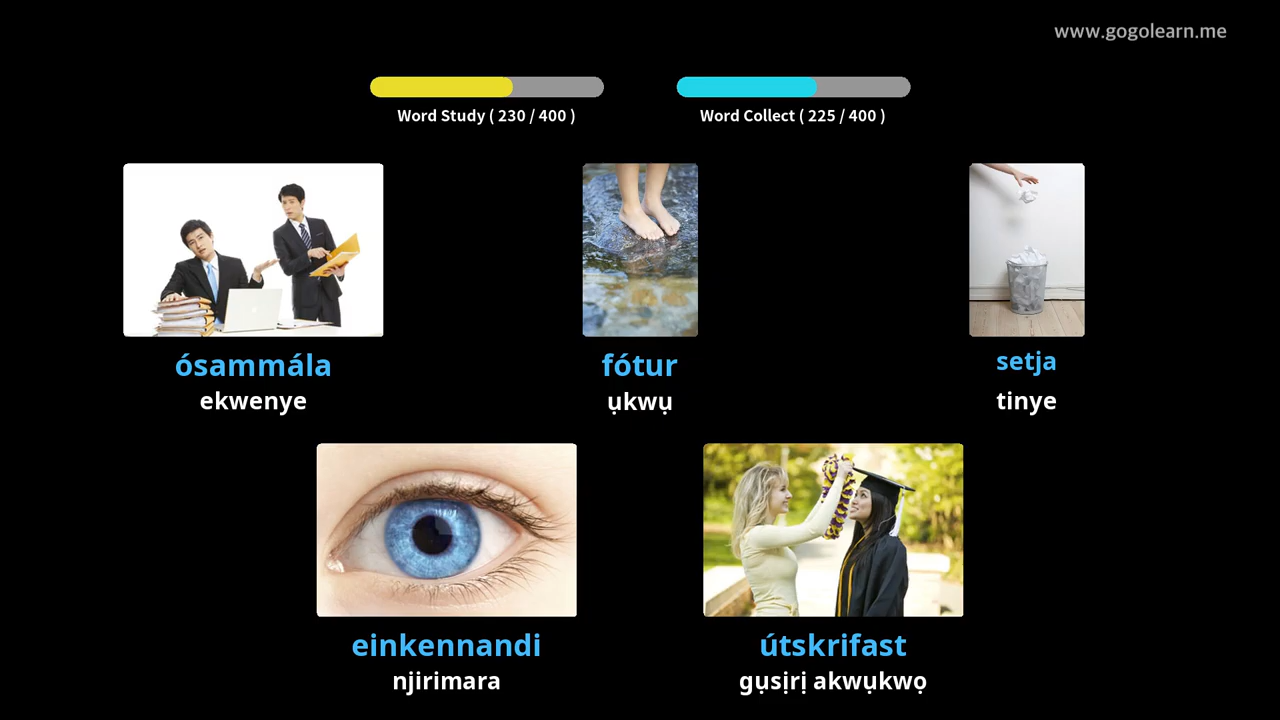 www.gogolearn.me
Word Study ( 230 / 400 )
Word Collect ( 225 / 400 )
ósammála
ekwenye
fótur
ụkwụ
setja
tinye
einkennandi
njirimara
útskrifast
gụsịrị akwụkwọ